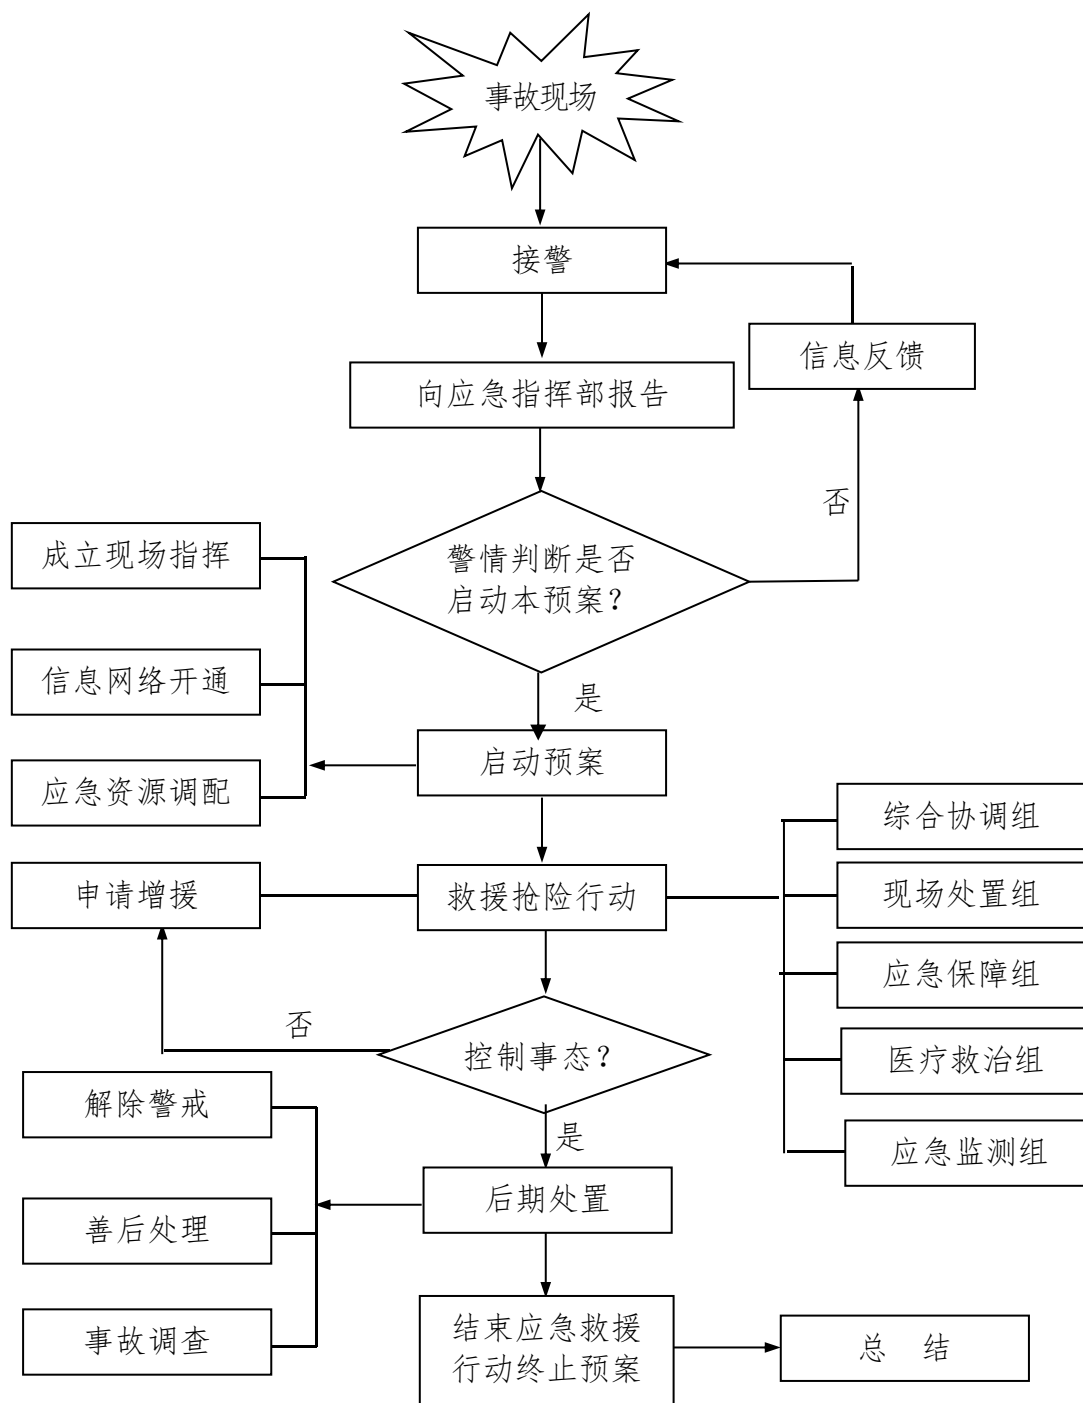 事故现场
接警
信息反馈
向应急指挥部报告
否
成立现场指挥
警情判断是否
启动本预案?
信息网络开通
是
启动预案
应急资源调配
综合协调组
申请增援
救援抢险行动
现场处置组
应急保障组
否
控制事态?
医疗救治组
解除警戒
是
应急监测组
后期处置
善后处理
结束应急救援
行动终止预案
事故调查
总 结